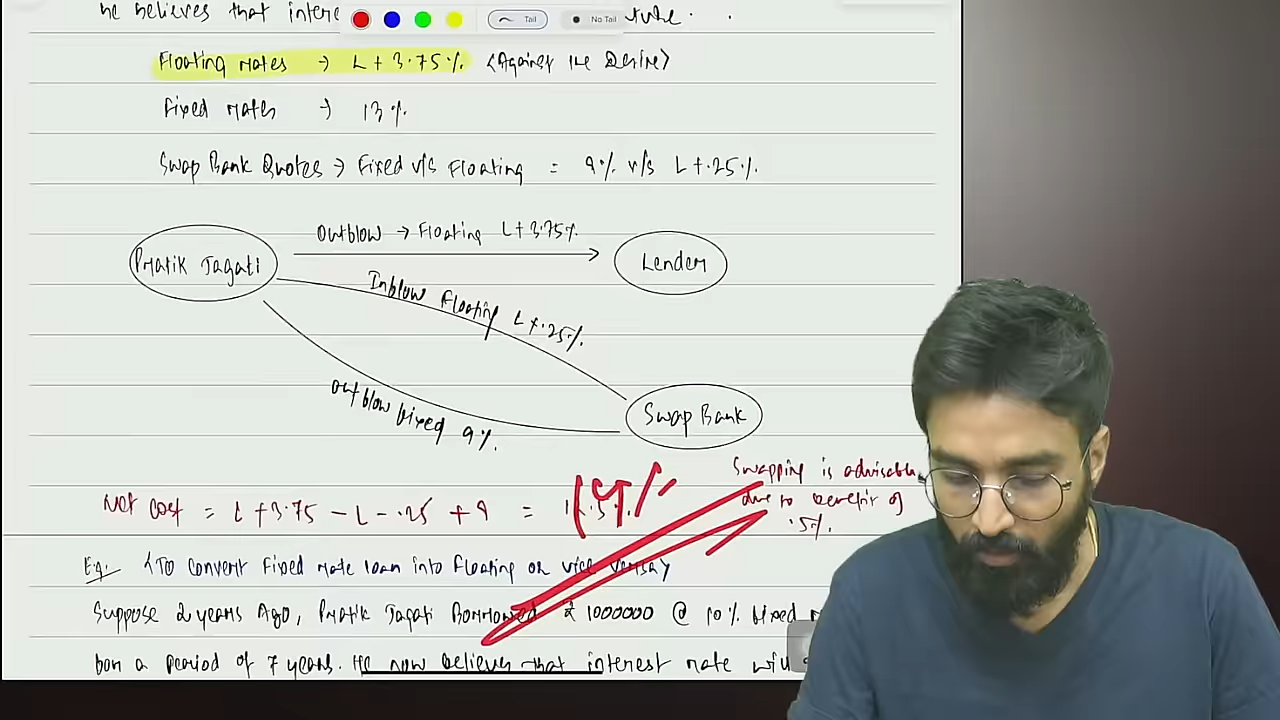 he believes that intere
Tail
No Tail
Floating rates → L + 3.75% (Against the Desire)
Fixed rates → 13%
Swap Bank Quotes → Fixed v/s Floating = 9% v/s L+.25%
Outflow → Floating L+3.75%
Pratik Jagati
Lender
Inflow Floating L+.25%
Outflow fixed 9%
Swap Bank
Swapping is advisable
due to benefit of
.5%
Net Cost = L + 3.75 - L - .25 + 9 =
Eg. (To convert Fixed rate loan into Floating or vice versa)
Suppose 2 years Ago, Pratik Jagati Borrowed ₹ 1000000 @ 10% fixed
for a period of 7 years. He now believes that interest rate will